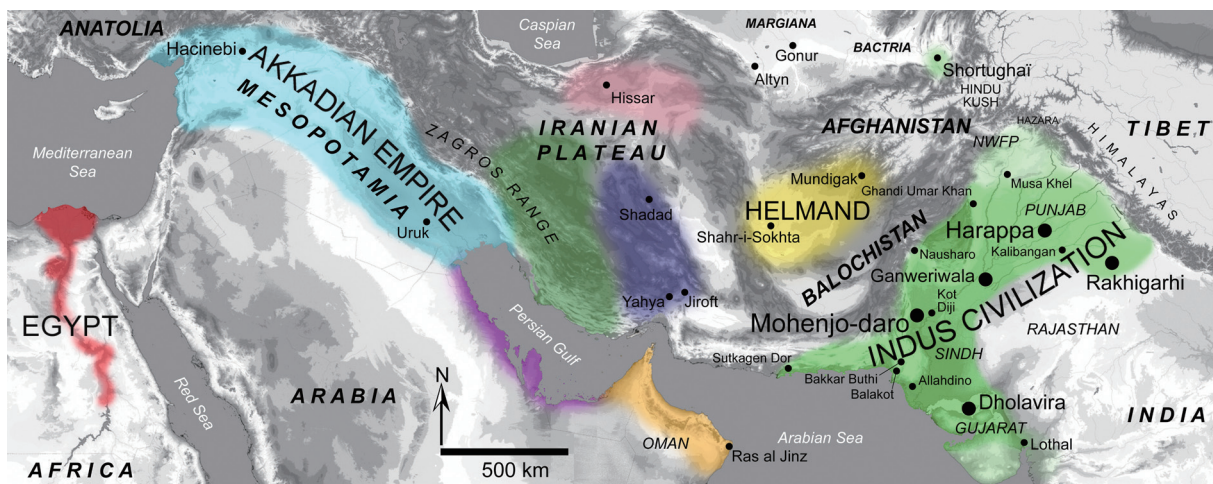 ANATOLIA
Hacinebi
AKKADIAN EMPIRE
MESOPOTAMIA
Caspian
Sea
MARGIANA
Gonur
BACTRIA
Altyn
Shortughaï
HINDU
KUSH
Hissar
IRANIAN
PLATEAU
AFGHANISTAN
HAZARA
NWFP
HIMALAYAS
TIBET
Mediterranean
Sea
ZAGROS RANGE
Uruk
Shadad
Mundigak
Ghandi Umar Khan
HELMAND
Shahr-i-Sokhta
Musa Khel
PUNJAB
Harappa
Kalibangan
Nausharo
BALOCHISTAN
Ganweriwala
Rakhigarhi
Kot
Diji
Yahya
Jiroft
Mohenjo-daro
INDUS CIVILIZATION
RAJASTHAN
EGYPT
Persian Gulf
Sutkagen Dor
SINDH
Bakkar Buthi
Balakot
Allahdino
Red Sea
ARABIA
N
Dholavira
INDIA
GUJARAT
OMAN
Arabian Sea
Lothal
Ras al Jinz
500 km
AFRICA